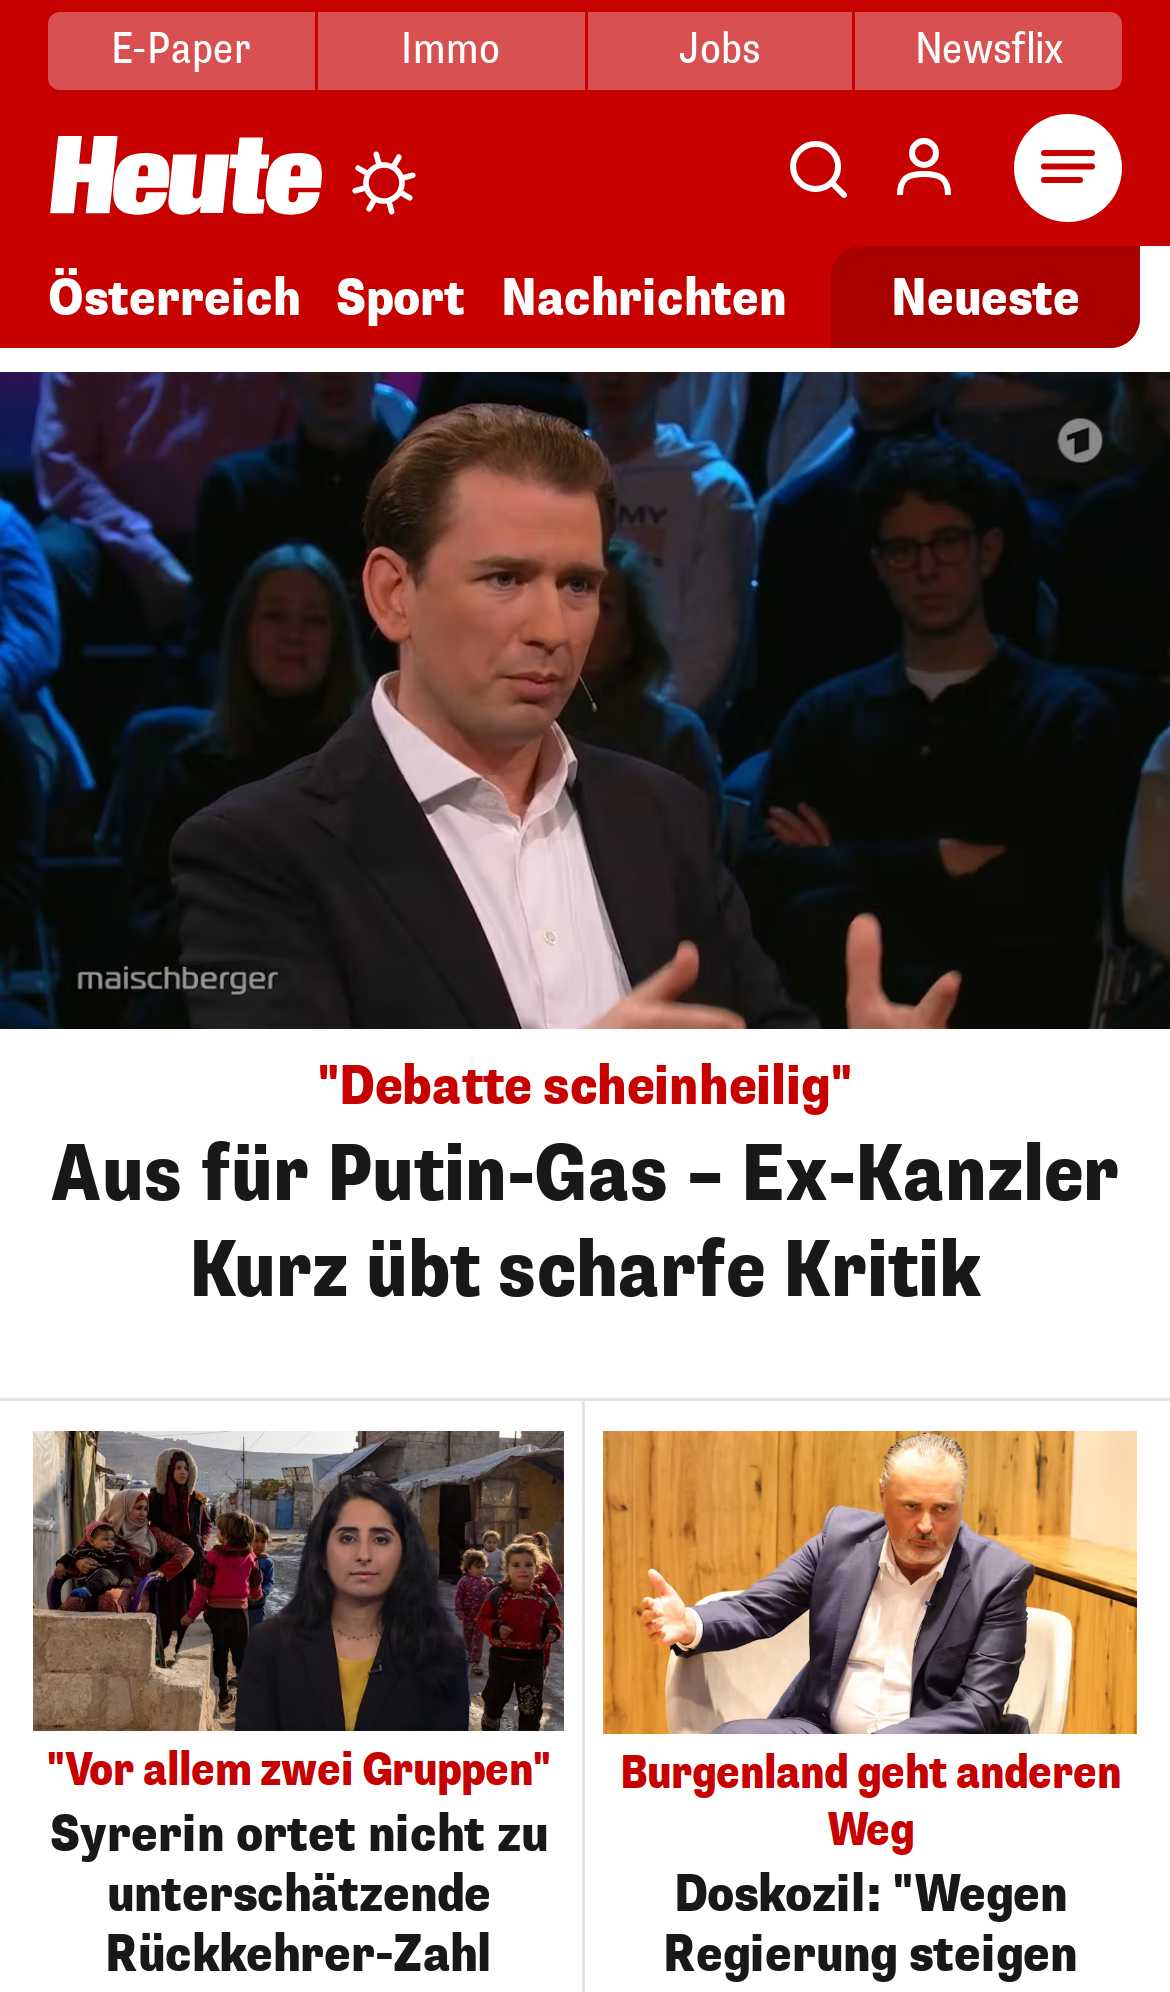 E-Paper
Immo
Jobs
Newsflix
Heute
Österreich
Sport
Nachrichten
Neueste
MY
maischberger
"Debatte scheinheilig"
Aus für Putin-Gas – Ex-Kanzler
Kurz übt scharfe Kritik
"Vor allem zwei Gruppen"
Syrerin ortet nicht zu
unterschätzende
Rückkehrer-Zahl
Burgenland geht anderen
Weg
Doskozil: "Wegen
Regierung steigen